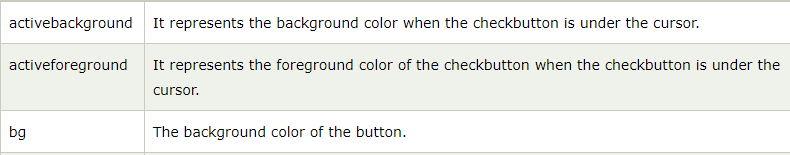 activebackground It represents the background color when the checkbutton is under the cursor.
activeforeground It represents the foreground color of the checkbutton when the checkbutton is under the
cursor.
bg The background color of the button.